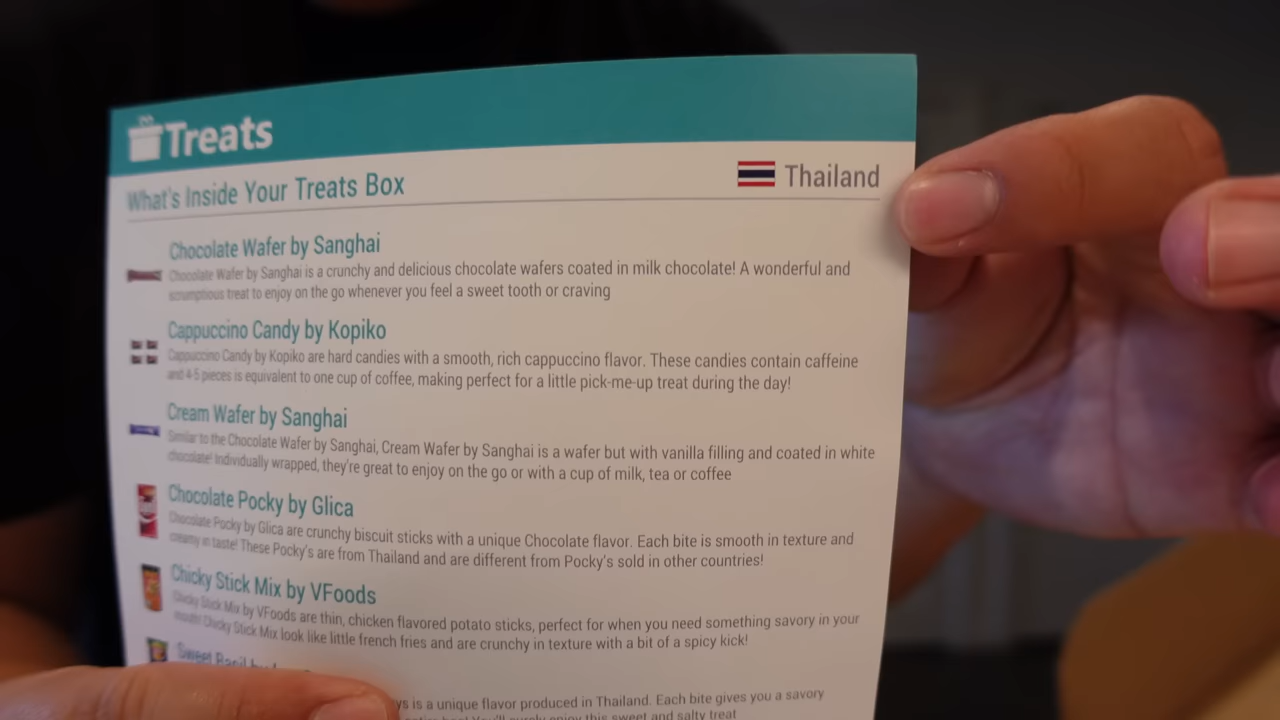 Treats
What's Inside Your Treats Box
Thailand
Chocolate Wafer by Sanghai
Chocolate Wafer by Sanghai is a crunchy and delicious chocolate wafers coated in milk chocolate! A wonderful and
scrumptious treat to enjoy on the go whenever you feel a sweet tooth or craving
Cappuccino Candy by Kopiko
Cappuccino Candy by Kopiko are hard candies with a smooth, rich cappuccino flavor. These candies contain caffeine
and 4-5 pieces is equivalent to one cup of coffee, making perfect for a little pick-me-up treat during the day!
Cream Wafer by Sanghai
Similar to the Chocolate Wafer by Sanghai, Cream Wafer by Sanghai is a wafer but with vanilla filling and coated in white
chocolate! Individually wrapped, they're great to enjoy on the go or with a cup of milk, tea or coffee
Chocolate Pocky by Glica
Chocolate Pocky by Glica are crunchy biscuit sticks with a unique Chocolate flavor. Each bite is smooth in texture and
creamy in taste! These Pocky's are from Thailand and are different from Pocky's sold in other countries!
Chicky Stick Mix by VFoods
Chicky Stick Mix by VFoods are thin, chicken flavored potato sticks, perfect for when you need something savory in your
mouth! Chicky Stick Mix look like little french fries and are crunchy in texture with a bit of a spicy kick!
Sweet Basil by
is a unique flavor produced in Thailand. Each bite gives you a savory
enjoy this sweet and salty treat